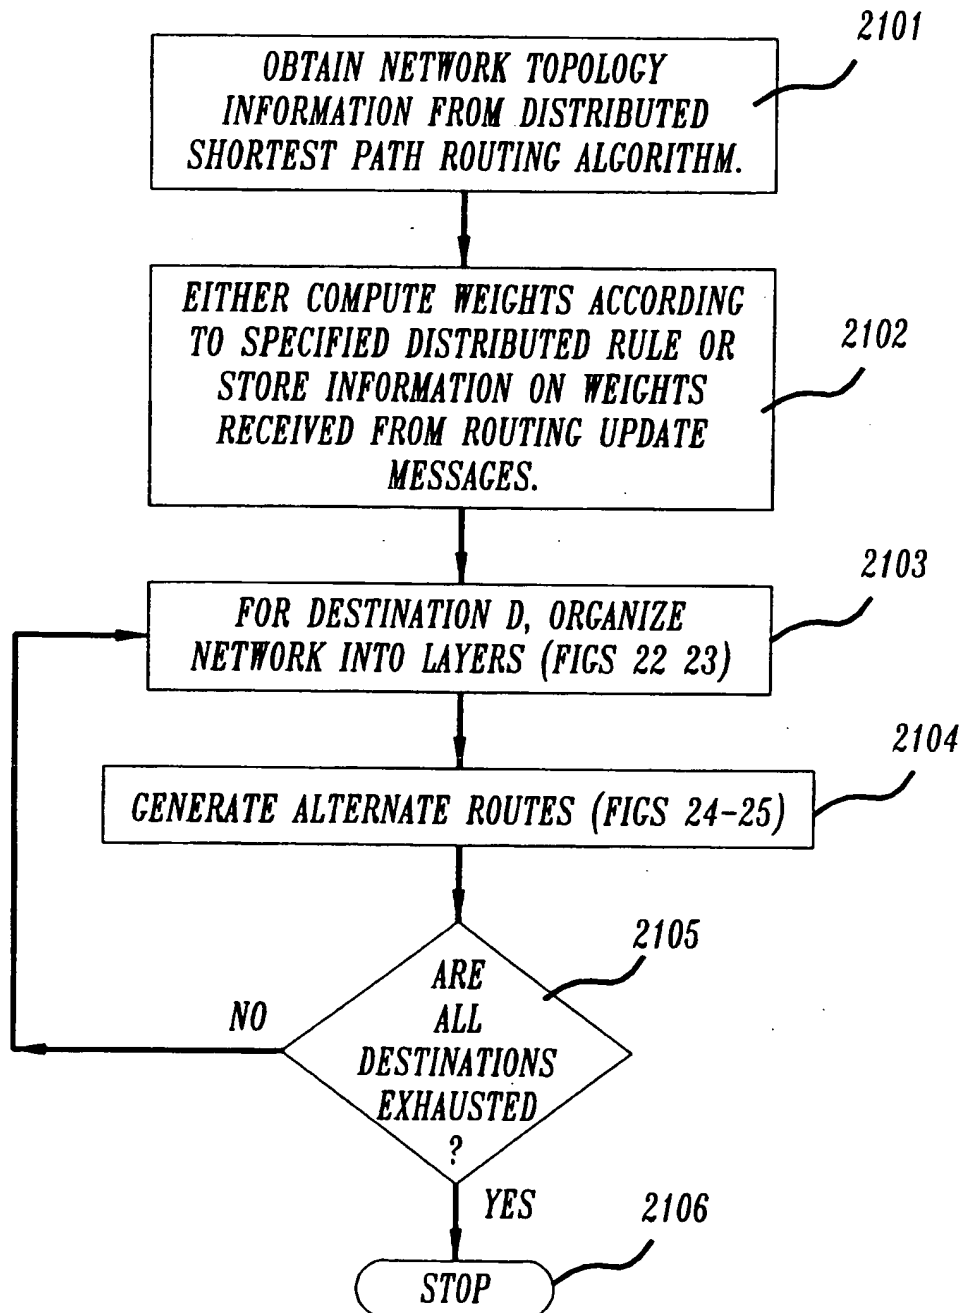 2101
OBTAIN NETWORK TOPOLOGY
INFORMATION FROM DISTRIBUTED
SHORTEST PATH ROUTING ALGORITHM.
2102
EITHER COMPUTE WEIGHTS ACCORDING
TO SPECIFIED DISTRIBUTED RULE OR
STORE INFORMATION ON WEIGHTS
RECEIVED FROM ROUTING UPDATE
MESSAGES.
2103
FOR DESTINATION D, ORGANIZE
NETWORK INTO LAYERS (FIGS 22 23)
2104
GENERATE ALTERNATE ROUTES (FIGS 24-25)
2105
ARE
ALL
DESTINATIONS
EXHAUSTED
?
NO
YES
2106
STOP